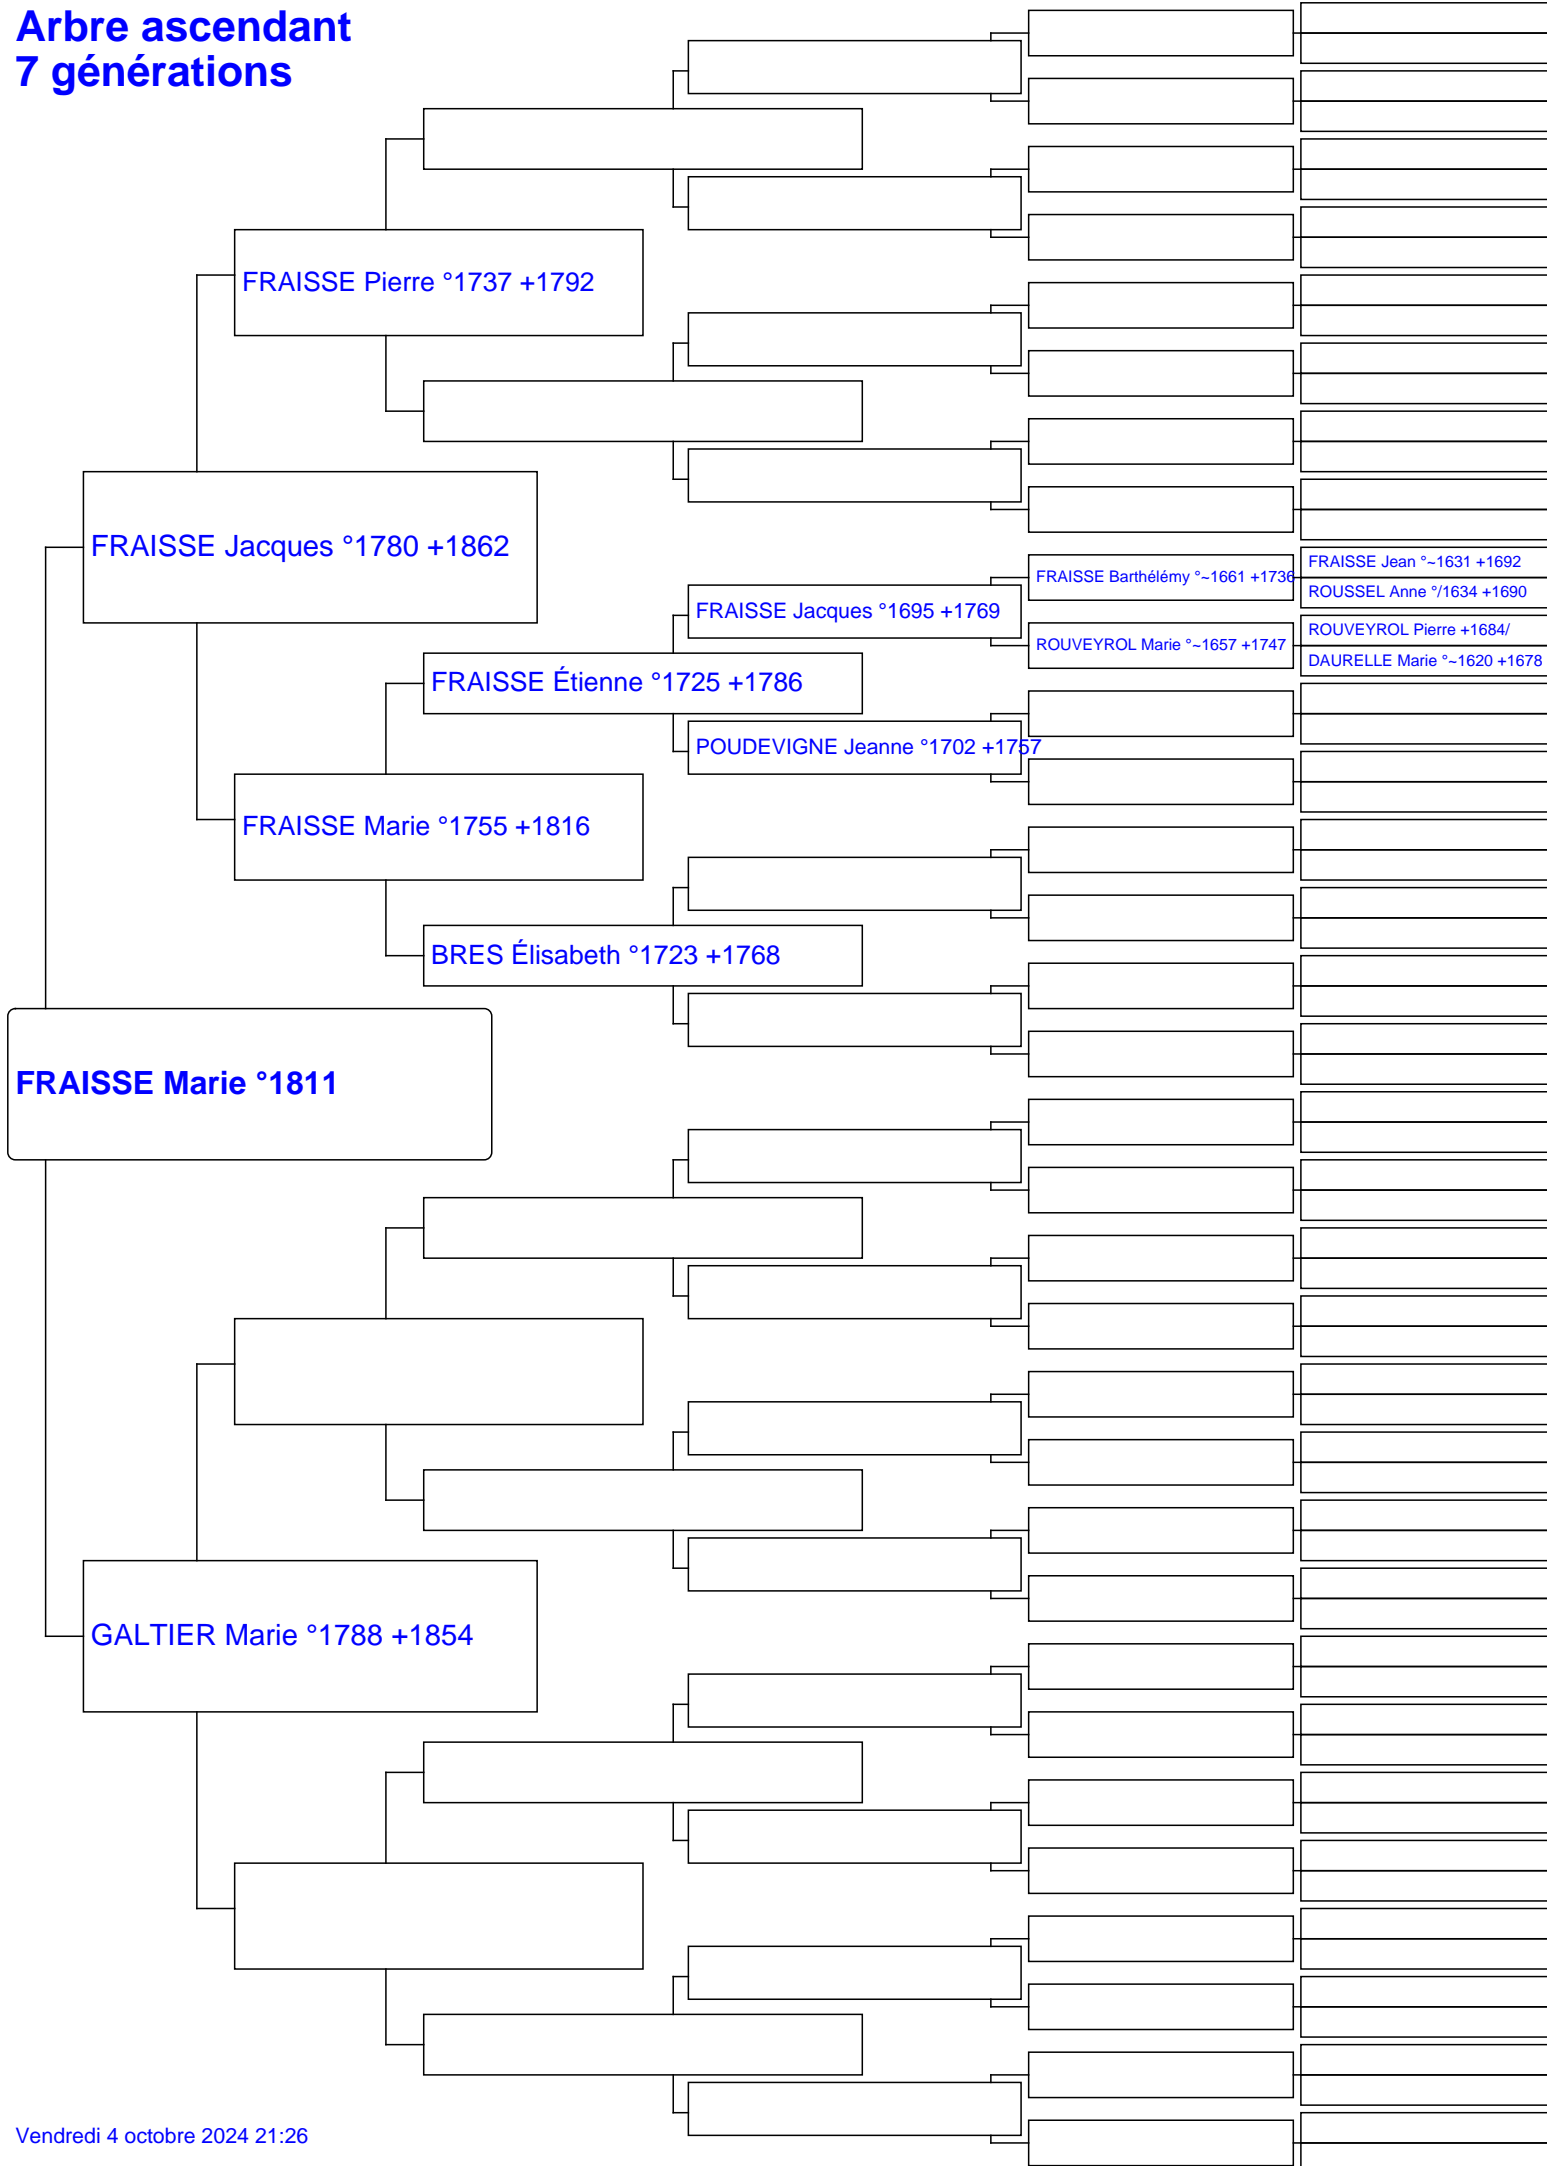 Arbre ascendant
7 générations
FRAISSE Pierre °1737 +1792
FRAISSE Jacques °1780 +1862
FRAISSE Barthélémy °~1661 +1736
FRAISSE Jean °~1631 +1692
ROUSSEL Anne °/1634 +1690
FRAISSE Jacques °1695 +1769
ROUVEYROL Marie °~1657 +1747
ROUVEYROL Pierre +1684/
DAURELLE Marie °~1620 +1678
FRAISSE Étienne °1725 +1786
POUDEVIGNE Jeanne °1702 +1757
FRAISSE Marie °1755 +1816
BRES Élisabeth °1723 +1768
FRAISSE Marie °1811
GALTIER Marie °1788 +1854
Vendredi 4 octobre 2024 21:26